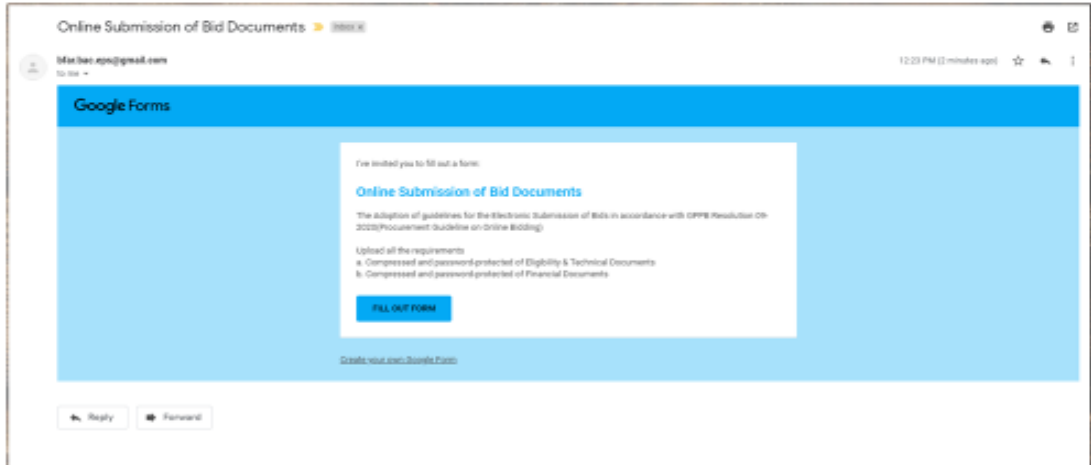 Online Submission of Bid Documents Inbox x
bfar.bac.eps@gmail.com 12:23 PM (2 minutes ago)
to me
Google Forms
I've invited you to fill out a form:
Online Submission of Bid Documents
The Adoption of guidelines for the Electronic Submission of Bids in accordance with GPPB Resolution 09-
2020(Procurement Guideline on Online Bidding)
Upload all the requirements
a. Compressed and password-protected of Eligibility & Technical Documents
b. Compressed and password-protected of Financial Documents
FILL OUT FORM
Create your own Google Form
Reply Forward